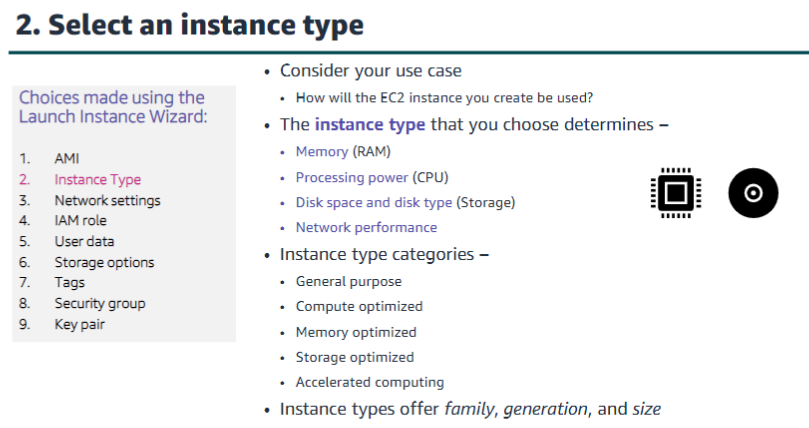 2. Select an instance type
Choices made using the
Launch Instance Wizard:
1. AMI
2. Instance Type
3. Network settings
4. IAM role
5. User data
6. Storage options
7. Tags
8. Security group
9. Key pair
• Consider your use case
• How will the EC2 instance you create be used?
• The instance type that you choose determines –
• Memory (RAM)
• Processing power (CPU)
• Disk space and disk type (Storage)
• Network performance
• Instance type categories –
• General purpose
• Compute optimized
• Memory optimized
• Storage optimized
• Accelerated computing
• Instance types offer family, generation, and size